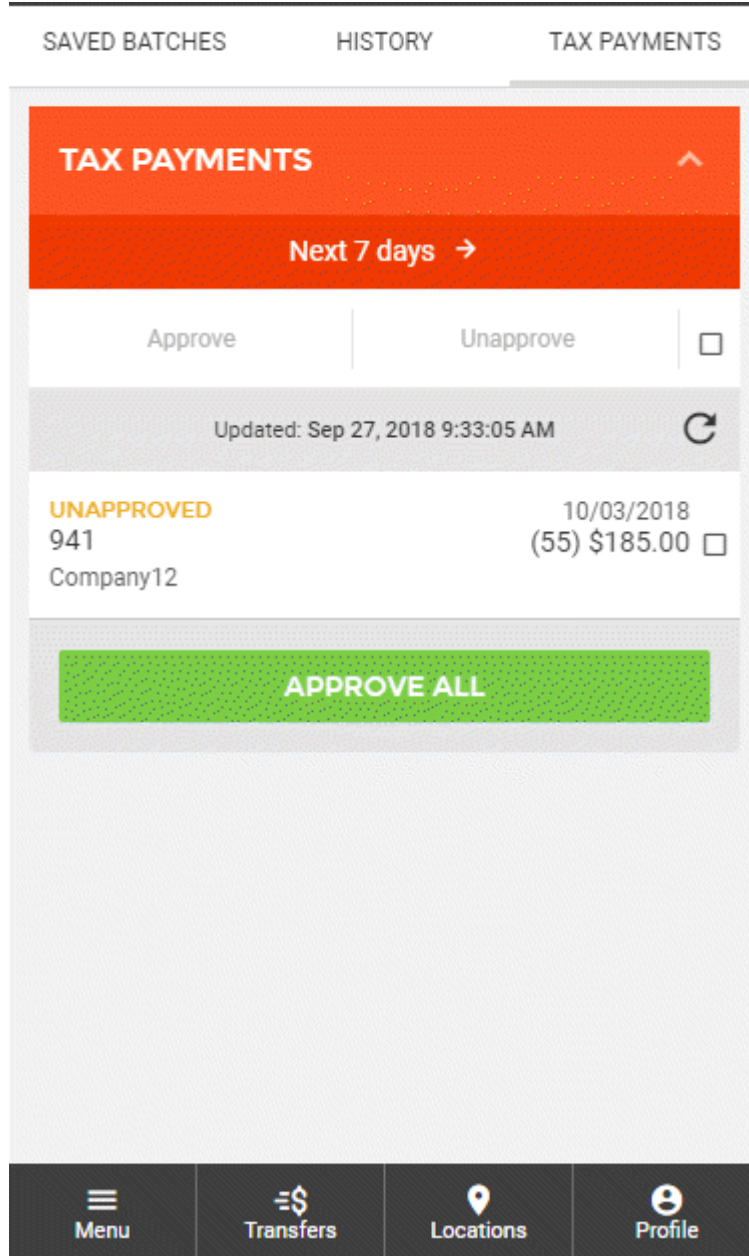 SAVED BATCHES HISTORY TAX PAYMENTS
TAX PAYMENTS
Next 7 days →
Approve Unapprove
Updated: Sep 27, 2018 9:33:05 AM
UNAPPROVED 10/03/2018
941 (55) $185.00
Company12
APPROVE ALL
Menu Transfers Locations Profile